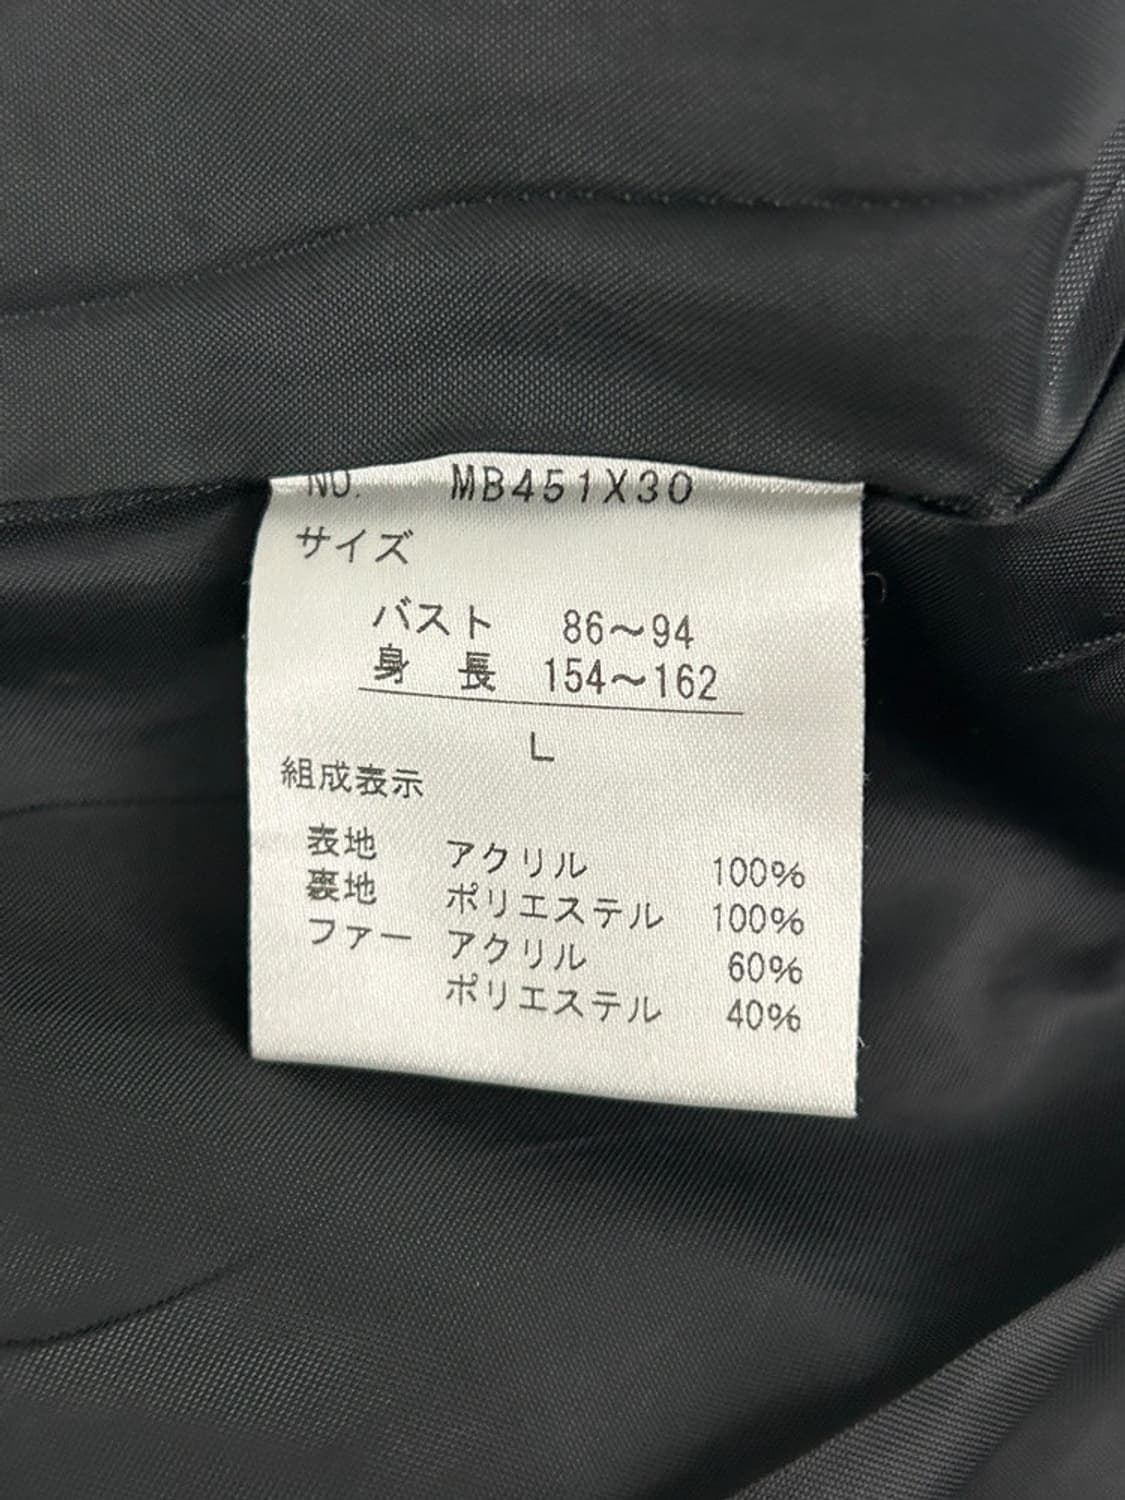 NO. MB451X30
サイズ
バスト 86～94
身長 154～162
L
組成表示
表地 アクリル 100%
裏地 ポリエステル 100%
ファー アクリル 60%
ポリエステル 40%